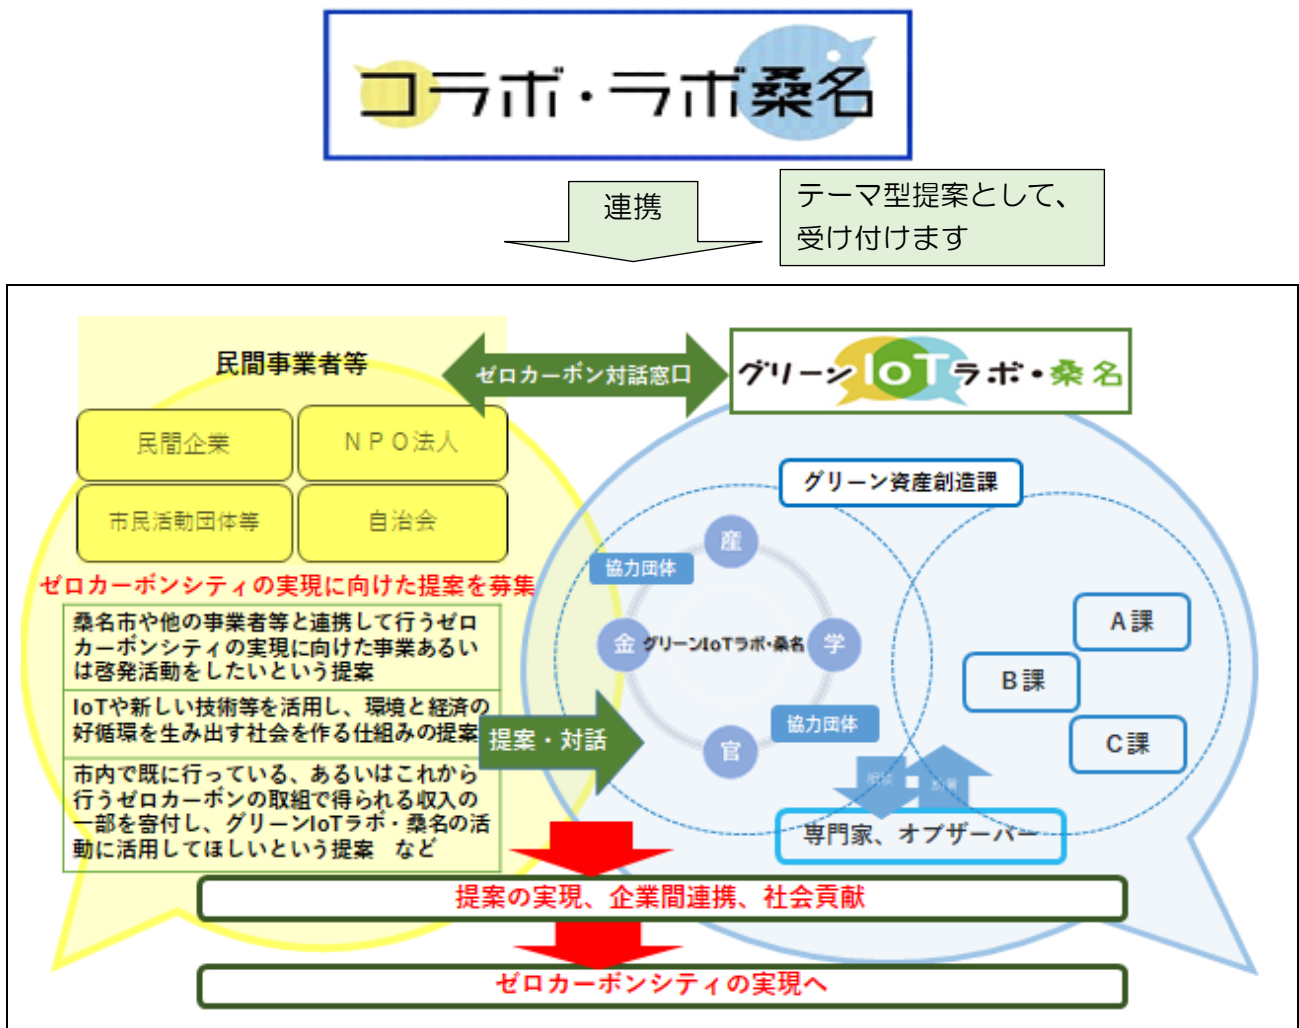 コラボ・ラボ桑名
連携
テーマ型提案として、
受け付けます
民間事業者等
ゼロカーボン対話窓口
グリーンIoTラボ・桑名
民間企業
ＮＰＯ法人
市民活動団体等
自治会
グリーン資産創造課
産
協力団体
金
グリーンIoTラボ・桑名
学
協力団体
官
A課
B課
C課
ゼロカーボンシティの実現に向けた提案を募集
桑名市や他の事業者等と連携して行うゼロ
カーボンシティの実現に向けた事業あるい
は啓発活動をしたいという提案
IoTや新しい技術等を活用し、環境と経済の
好循環を生み出す社会を作る仕組みの提案
市内で既に行っている、あるいはこれから
行うゼロカーボンの取組で得られる収入の
一部を寄付し、グリーンIoTラボ・桑名の活
動に活用してほしいという提案　など
提案・対話
相談
助言
専門家、オブザーバー
提案の実現、企業間連携、社会貢献
ゼロカーボンシティの実現へ